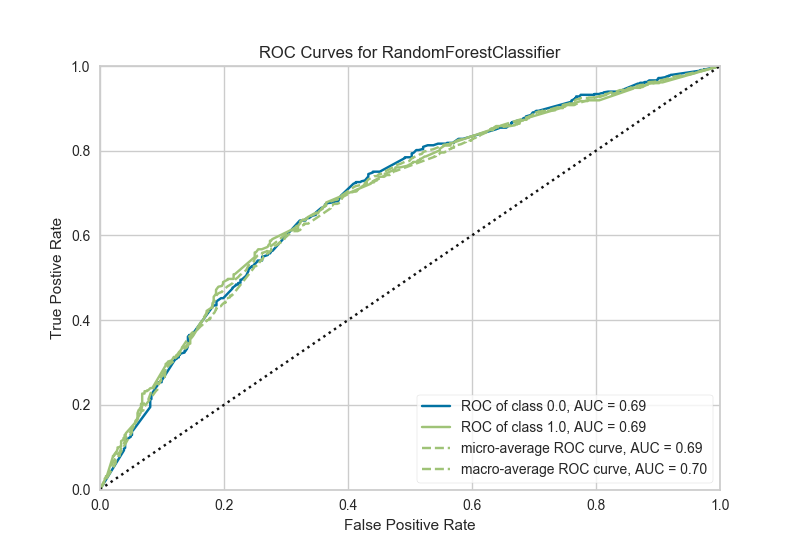 ROC Curves for RandomForestClassifier
True Postive Rate
1.0
0.8
0.6
0.4
0.2
0.0
ROC of class 0.0, AUC = 0.69
ROC of class 1.0, AUC = 0.69
micro-average ROC curve, AUC = 0.69
macro-average ROC curve, AUC = 0.70
0.0 0.2 0.4 0.6 0.8 1.0
False Positive Rate